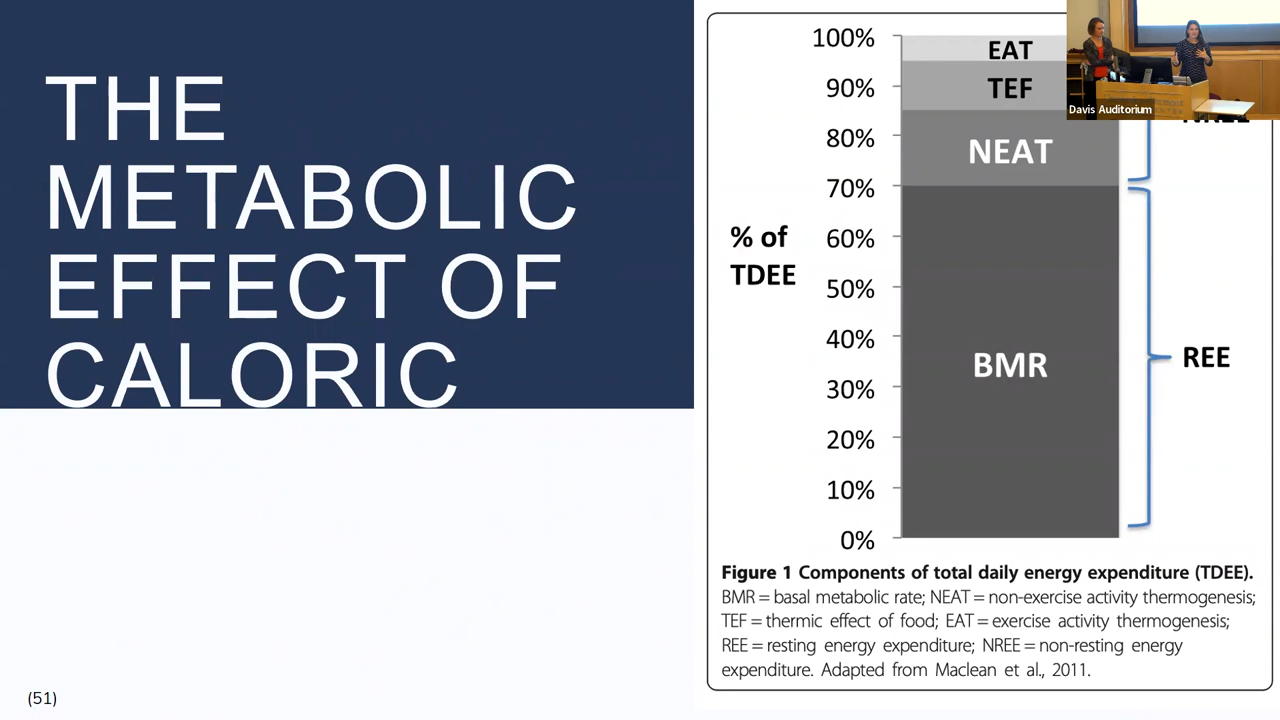 THE
METABOLIC
EFFECT OF
CALORIC
(51)
100%
90%
80%
70%
60%
50%
40%
30%
20%
10%
0%
% of
TDEE
EAT
TEF
NEAT
BMR
REE
Davis Auditorium
Figure 1 Components of total daily energy expenditure (TDEE).
BMR = basal metabolic rate; NEAT = non-exercise activity thermogenesis;
TEF = thermic effect of food; EAT = exercise activity thermogenesis;
REE = resting energy expenditure; NREE = non-resting energy
expenditure. Adapted from Maclean et al., 2011.